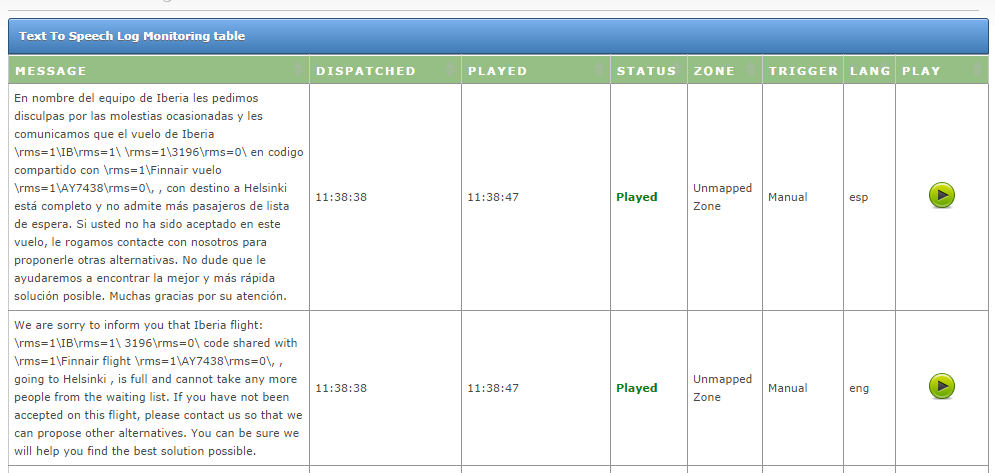 Text To Speech Log Monitoring table
MESSAGE DISPATCHED PLAYED STATUS ZONE TRIGGER LANG PLAY
En nombre del equipo de Iberia les pedimos
disculpas por las molestias ocasionadas y les
comunicamos que el vuelo de Iberia
\rms=1\IB\rms=1\ \rms=1\3196\rms=0\ en codigo
compartido con \rms=1\Finnair vuelo
\rms=1\AY7438\rms=0\, , con destino a Helsinki
está completo y no admite más pasajeros de lista
de espera. Si usted no ha sido aceptado en este
vuelo, le rogamos contacte con nosotros para
proponerle otras alternativas. No dude que le
ayudaremos a encontrar la mejor y más rápida
solución posible. Muchas gracias por su atención.
11:38:38
11:38:47
Played
Unmapped
Zone
Manual
esp
We are sorry to inform you that Iberia flight:
\rms=1\IB\rms=1\ 3196\rms=0\ code shared with
\rms=1\Finnair flight \rms=1\AY7438\rms=0\, ,
going to Helsinki , is full and cannot take any more
people from the waiting list. If you have not been
accepted on this flight, please contact us so that we
can propose other alternatives. You can be sure we
will help you find the best solution possible.
11:38:38
11:38:47
Played
Unmapped
Zone
Manual
eng